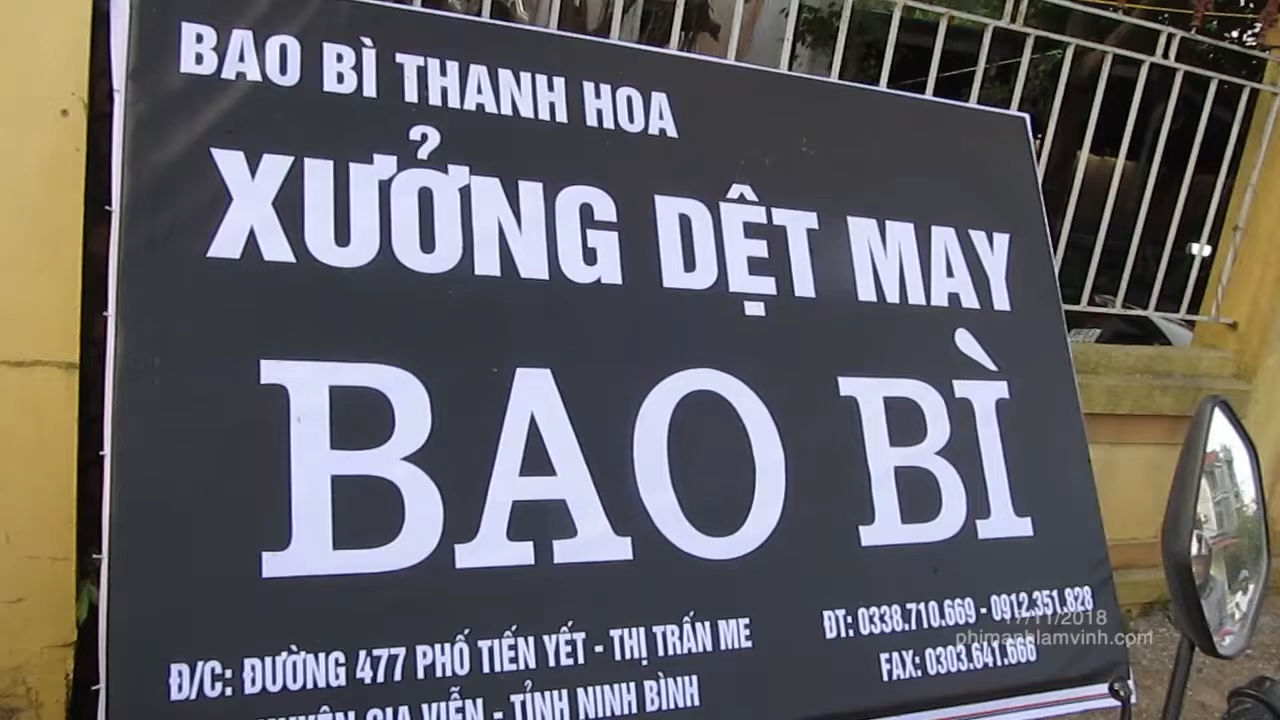 BAO BÌ THANH HOA
XƯỞNG DỆT MAY
BAO BÌ
Đ/C: ĐƯỜNG 477 PHỐ TIẾN YẾT - THỊ TRẤN ME
HUYỆN GIA VIỄN - TỈNH NINH BÌNH
ĐT: 0338.710.669 - 0912.351.828
FAX: 0303.641.666
17/11/2018
phimanhlamvinh.com